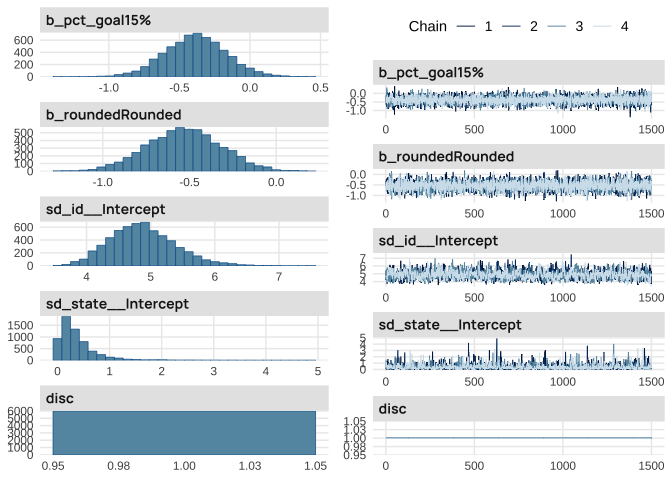 b_pct_goal15%
600
400
200
0
-1.0 -0.5 0.0 0.5
b_roundedRounded
500
400
300
200
100
0
-1.0 -0.5 0.0
sd_id__Intercept
600
400
200
0
4 5 6 7
sd_state__Intercept
1500
1000
500
0
0 1 2 3 4 5
disc
6000
5000
4000
3000
2000
1000
0
0.95 0.98 1.00 1.03 1.05
Chain 1 2 3 4
b_pct_goal15%
0.0
-0.5
-1.0
0 500 1000 1500
b_roundedRounded
0.0
-0.5
-1.0
0 500 1000 1500
sd_id__Intercept
7
6
5
4
0 500 1000 1500
sd_state__Intercept
5
4
3
2
1
0
0 500 1000 1500
disc
1.05
1.03
1.00
0.98
0.95
0 500 1000 1500